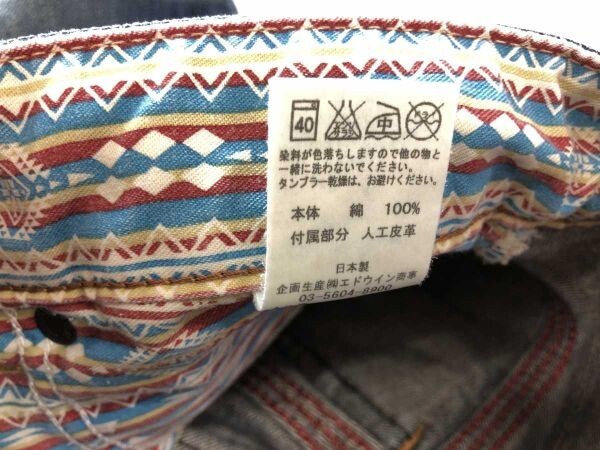 40
染料が色落ちしますので他の物と
一緒に洗わないでください。
タンブラー乾燥は、お避けください。
本体 綿 100%
付属部分 人工皮革
日本製
企画生産㈱エドウイン商事
03-5604-8900